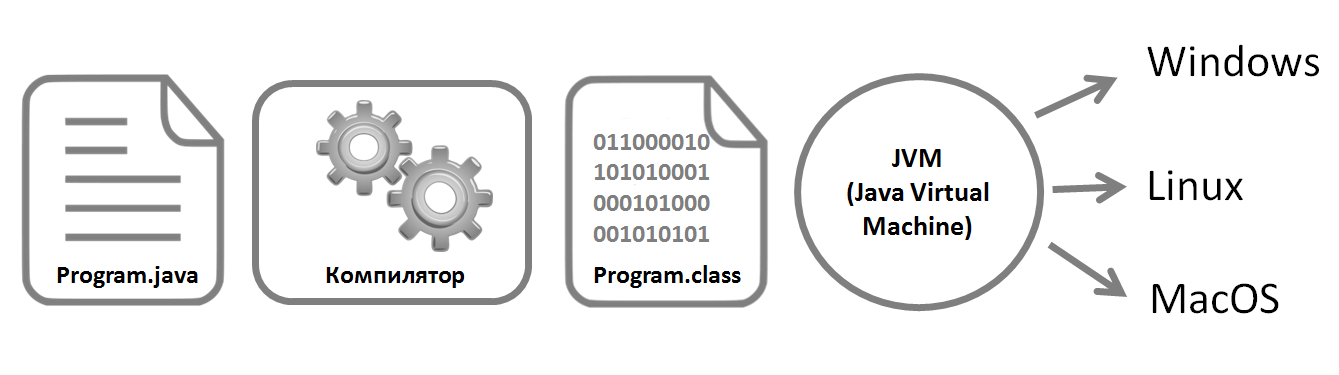 Program.java
Компилятор
011000010
101010001
000101000
001010101
Program.class
JVM
(Java Virtual
Machine)
Windows
Linux
MacOS